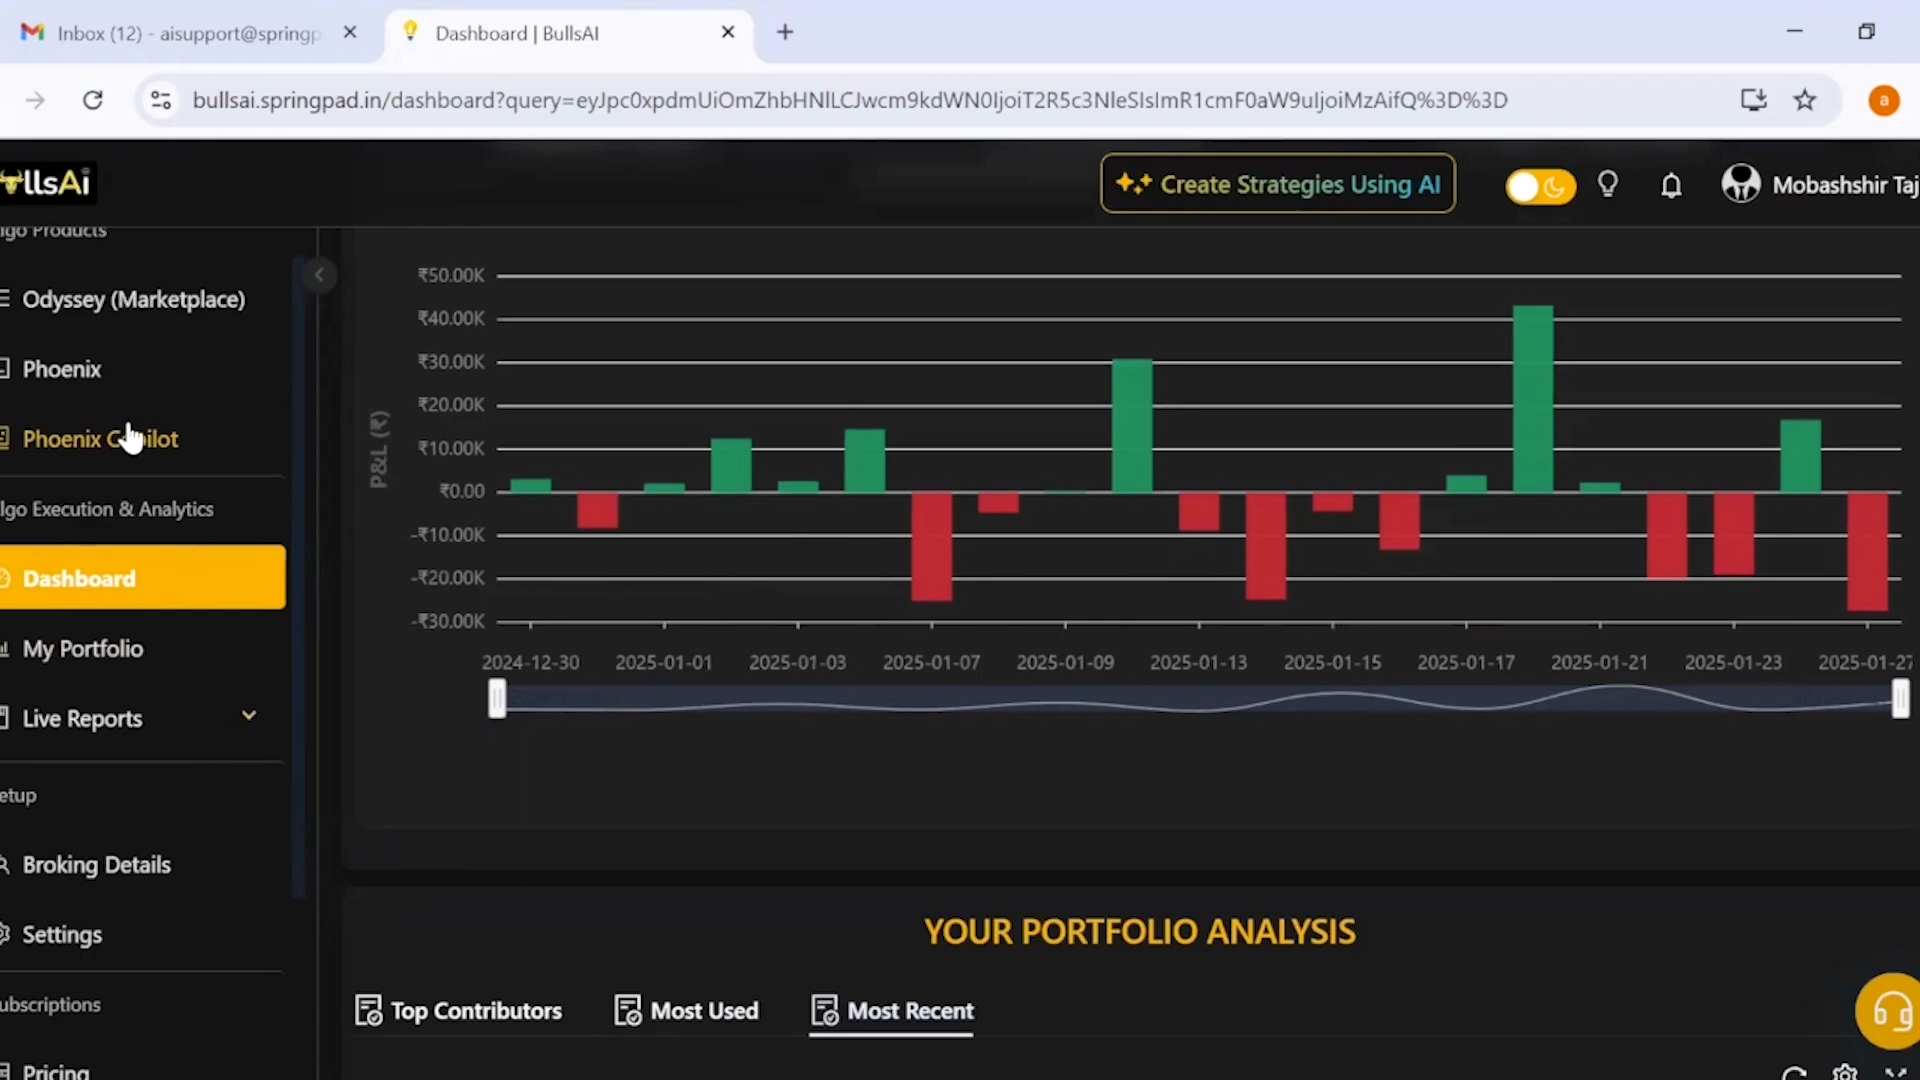 Inbox (12) - aisupport@springp
Dashboard | BullsAI
bullsai.springpad.in/dashboard?query=eyJpc0xpdmUiOmZhbHNlLCJwcm9kdWN0IjoiT2R5c3NleSIsImR1cmF0aW9uIjoiMzAifQ%3D%3D
a
llsAi
Create Strategies Using AI
Mobashshir Taj
lgo Products
Odyssey (Marketplace)
Phoenix
Phoenix C pilot
lgo Execution & Analytics
Dashboard
My Portfolio
Live Reports
etup
Broking Details
Settings
ubscriptions
Pricing
P&L (₹)
₹50.00K
₹40.00K
₹30.00K
₹20.00K
₹10.00K
₹0.00
-₹10.00K
-₹20.00K
-₹30.00K
2024-12-30 2025-01-01 2025-01-03 2025-01-07 2025-01-09 2025-01-13 2025-01-15 2025-01-17 2025-01-21 2025-01-23 2025-01-27
YOUR PORTFOLIO ANALYSIS
Top Contributors Most Used Most Recent